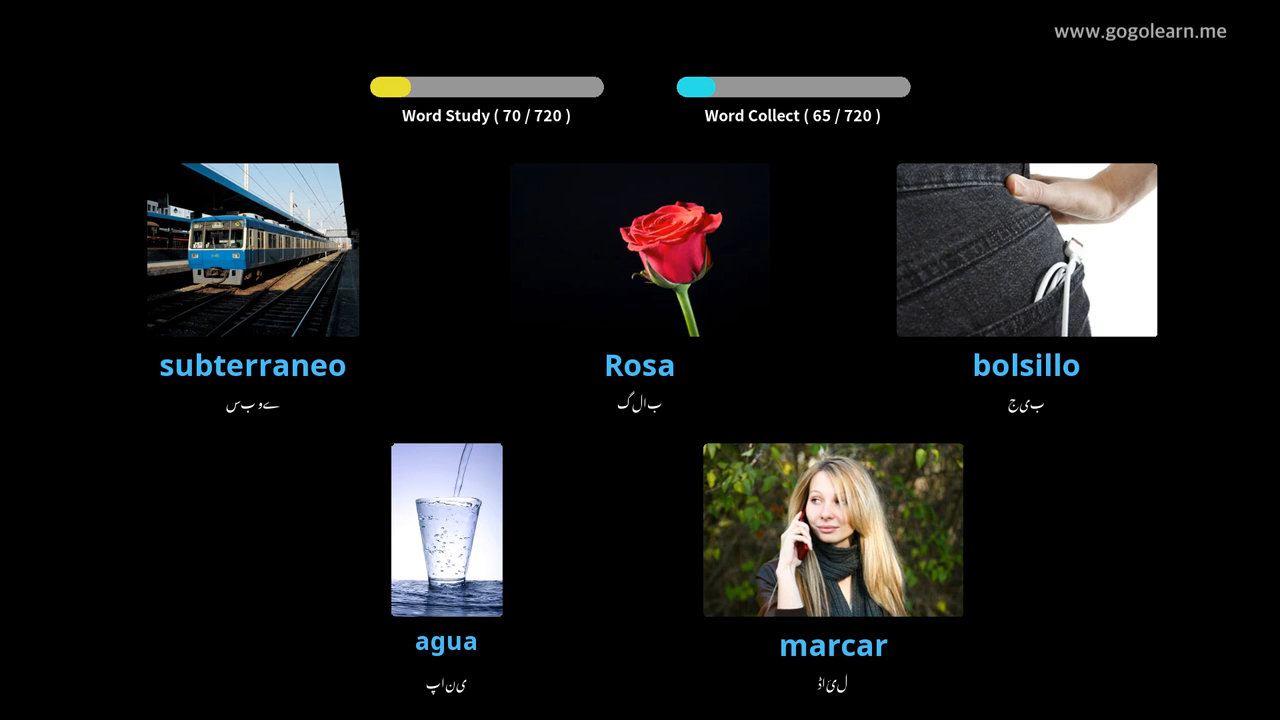 www.gogolearn.me
Word Study ( 70 / 720 )
Word Collect ( 65 / 720 )
subterraneo
Rosa
bolsillo
سب وے
گلاب
جیب
agua
marcar
پانی
ڈائل